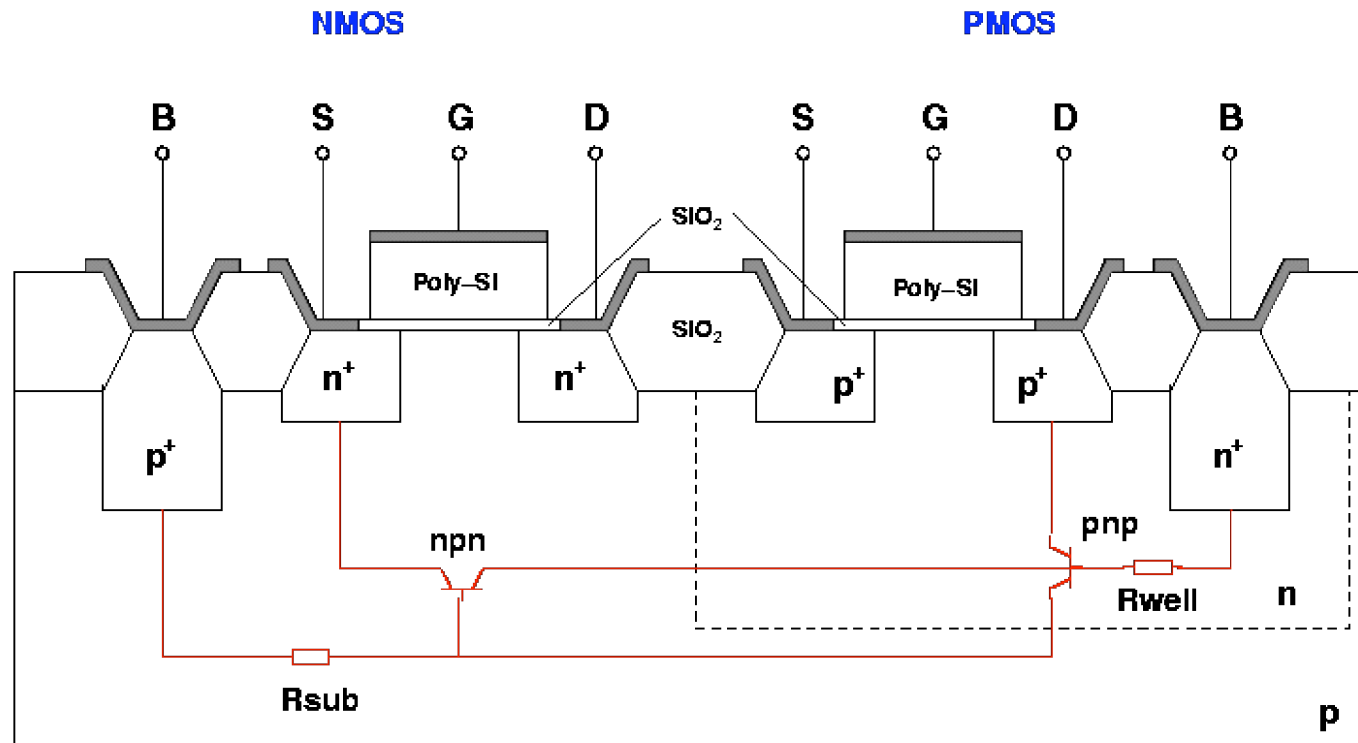 NMOS PMOS
B S G D S G D B
SIO₂
Poly–SI Poly–SI
SIO₂
n⁺ n⁺ p⁺ p⁺
p⁺ n⁺
npn pnp
Rwell n
Rsub
p